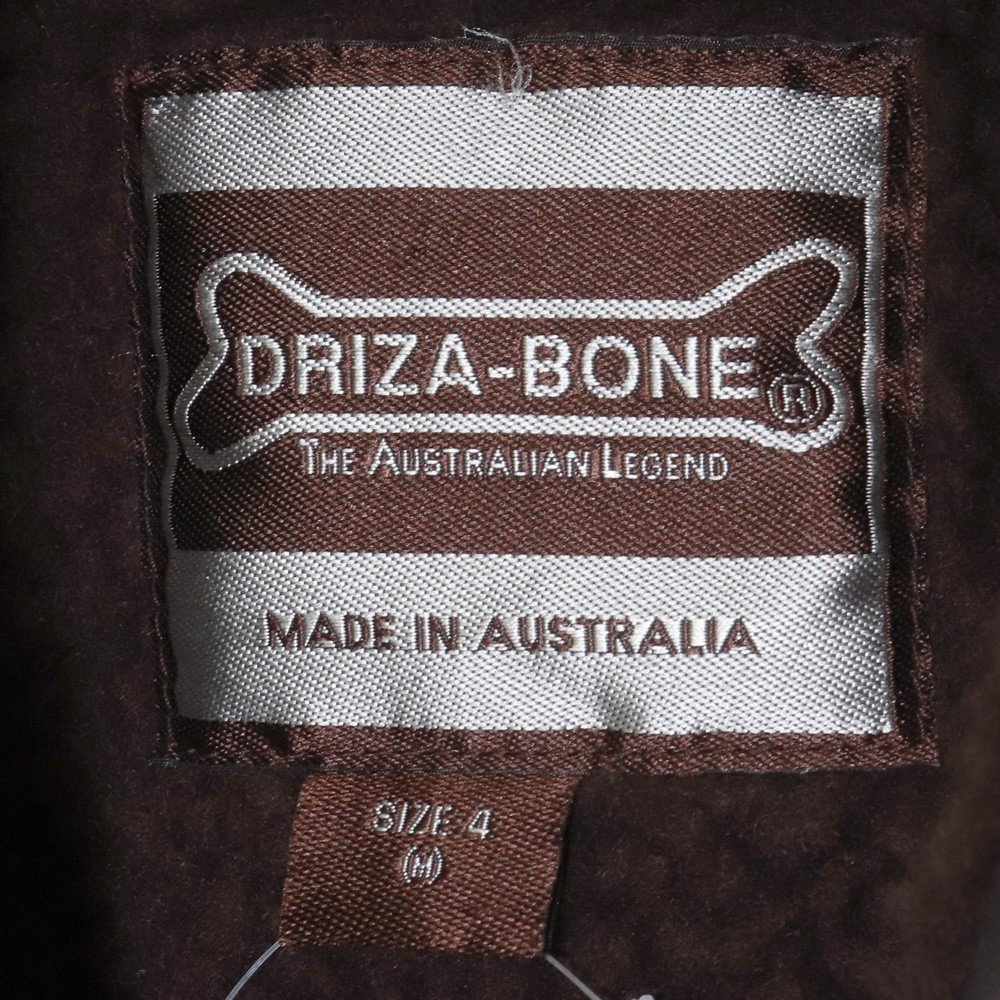 DRIZA-BONE®
THE AUSTRALIAN LEGEND
MADE IN AUSTRALIA
SIZE 4
(M)